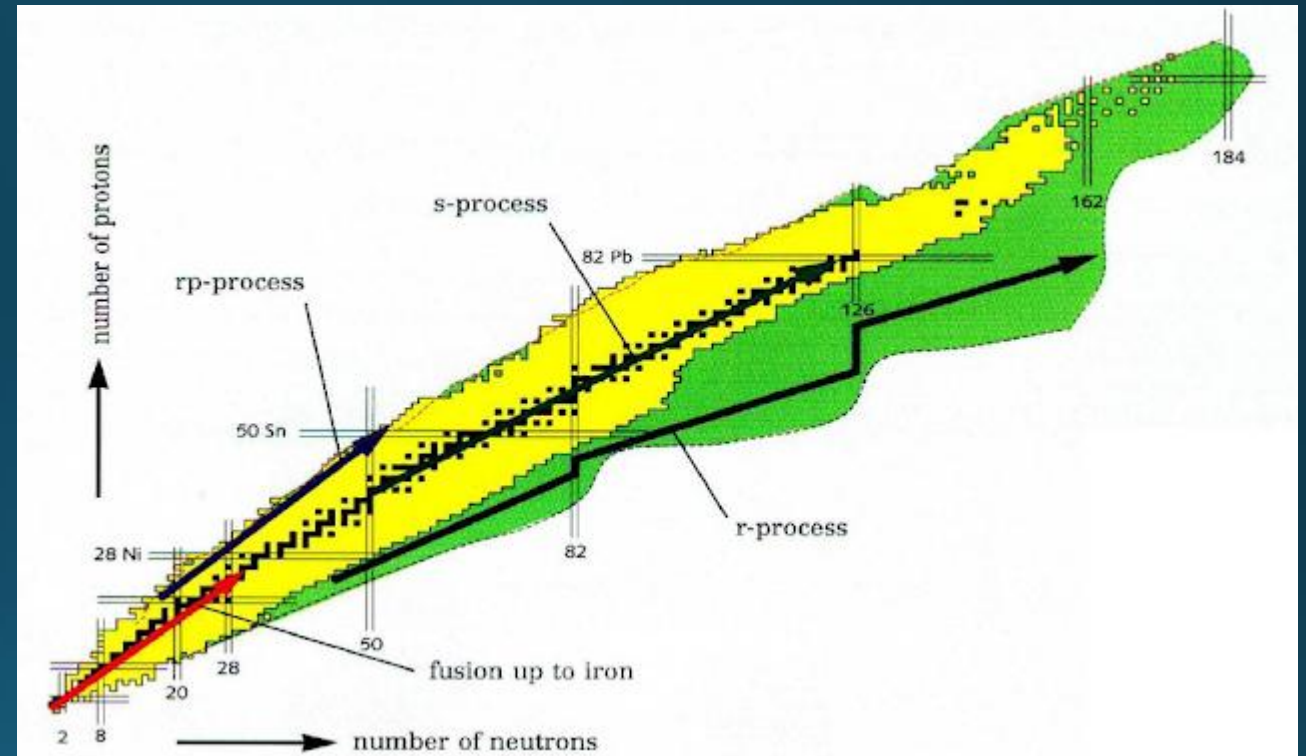 184
162
s-process
82 Pb
number of protons
rp-process
126
50 Sn
r-process
28 Ni
82
50
fusion up to iron
28
20
2
8
number of neutrons